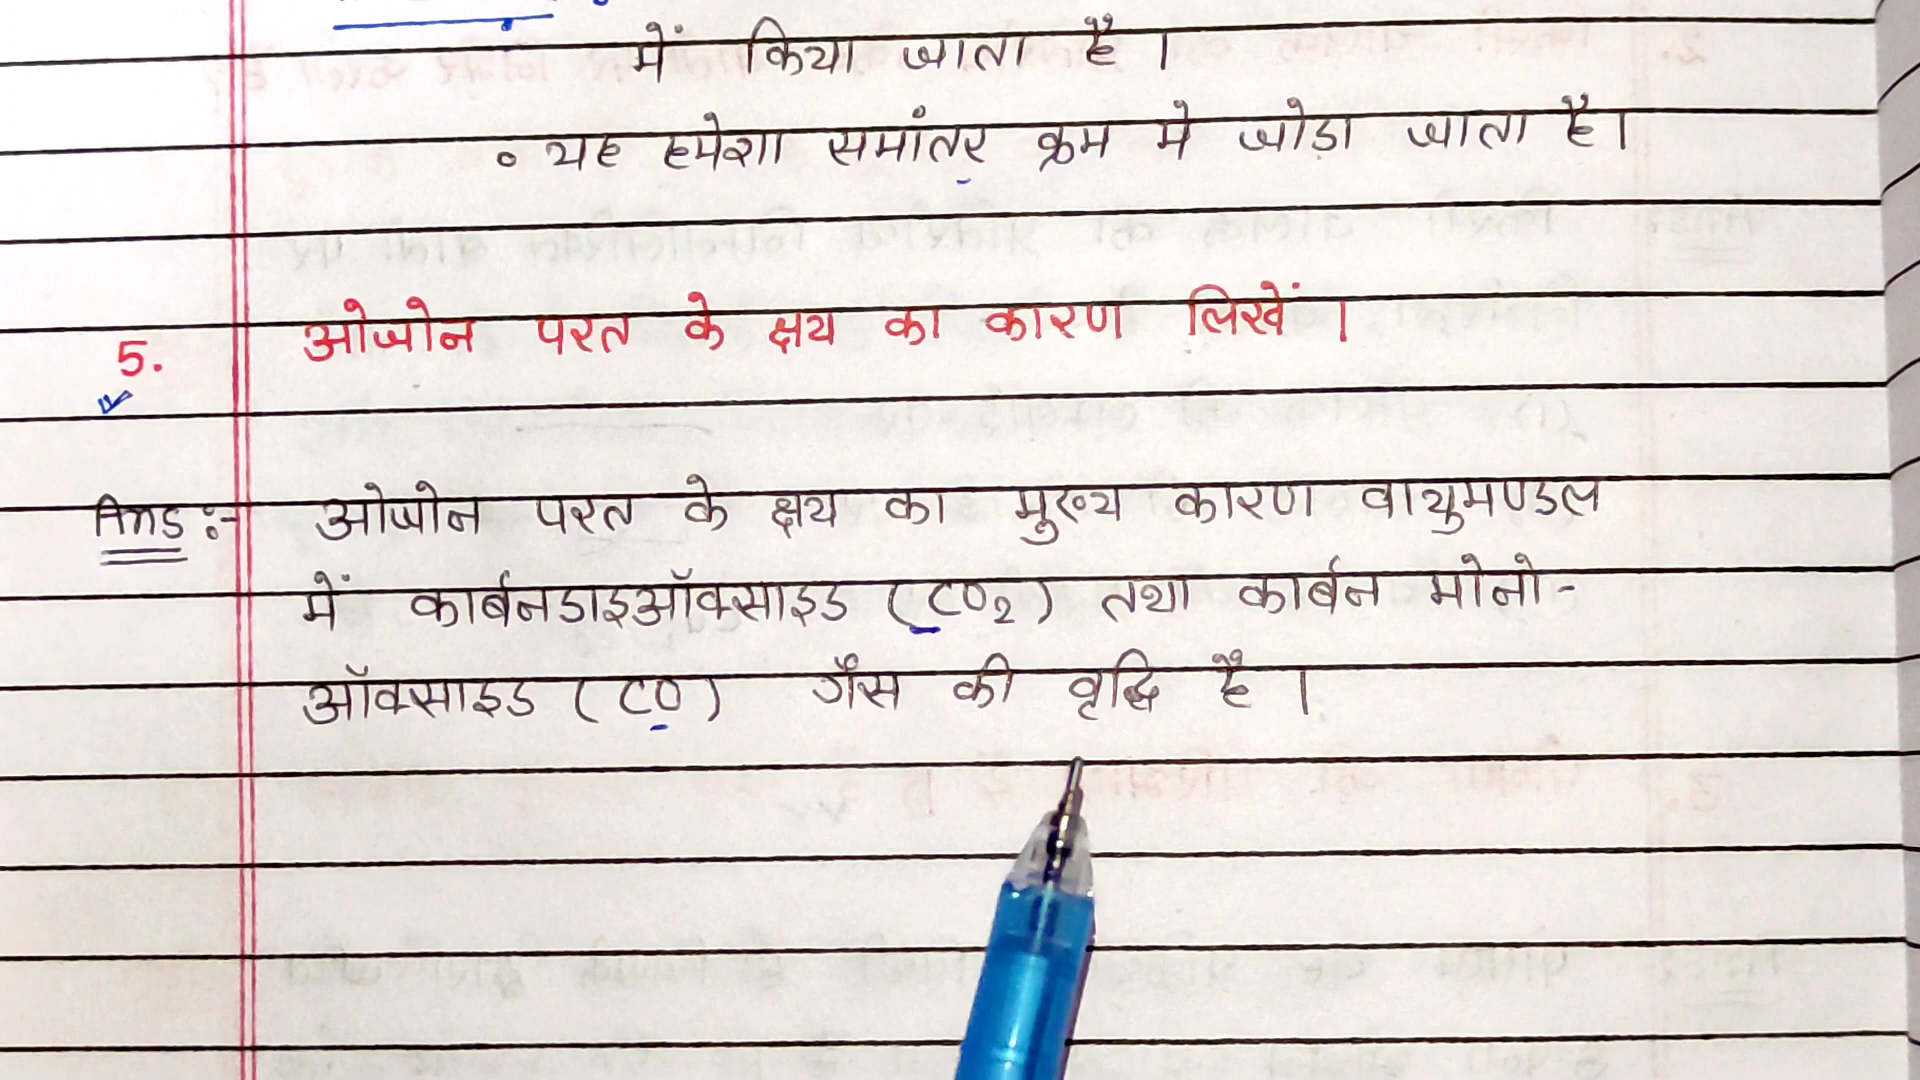 में किया जाता है ।
० यह हमेशा समांतर क्रम मे जोड़ा जाता है ।
5. ओजोन परत के क्षय का कारण लिखें ।
Ans :- ओजोन परत के क्षय का मुख्य कारण वायुमण्डल
में कार्बनडाइऑक्साइड (CO₂) तथा कार्बन मोनो-
ऑक्साइड (CO) गैस की वृद्धि है ।